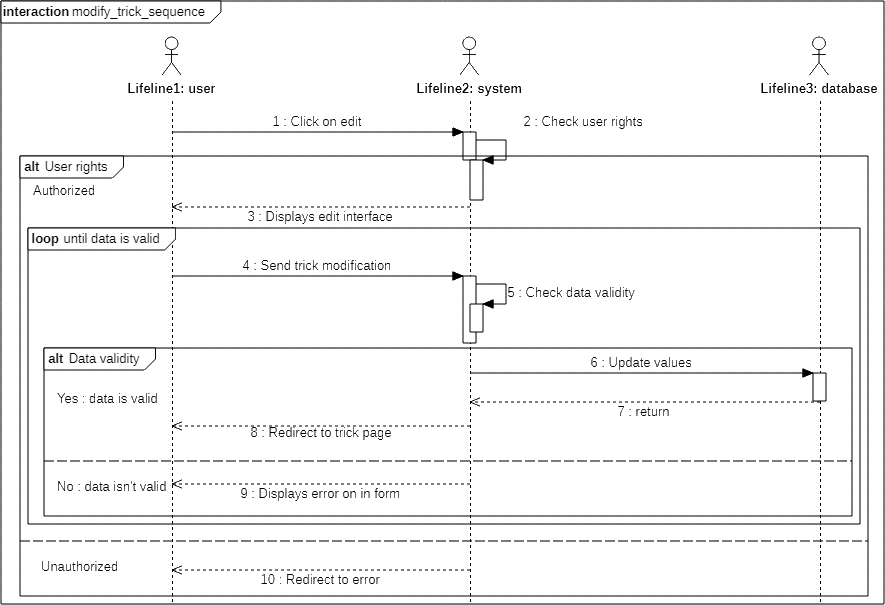 interaction modify_trick_sequence
Lifeline1: user
Lifeline2: system
Lifeline3: database
1 : Click on edit
2 : Check user rights
alt User rights
Authorized
3 : Displays edit interface
loop until data is valid
4 : Send trick modification
5 : Check data validity
alt Data validity
6 : Update values
Yes : data is valid
7 : return
8 : Redirect to trick page
No : data isn't valid
9 : Displays error on in form
Unauthorized
10 : Redirect to error